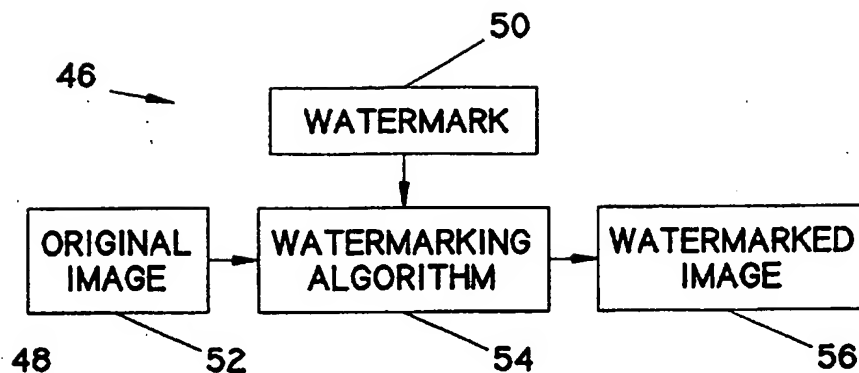 50
46
WATERMARK
ORIGINAL
IMAGE
WATERMARKING
ALGORITHM
WATERMARKED
IMAGE
48
52
54
56